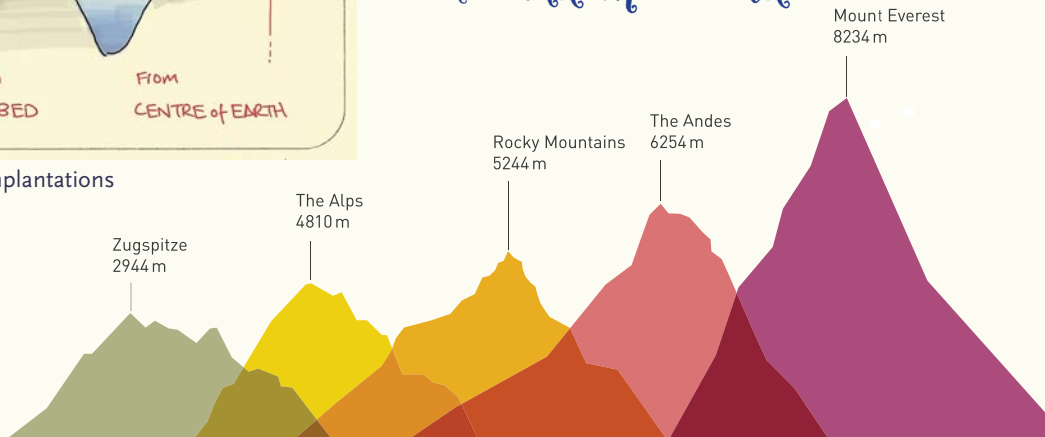 From
BED
CENTRE of EARTH
Zugspitze
2944 m
The Alps
4810 m
Rocky Mountains
5244 m
The Andes
6254 m
Mount Everest
8234 m